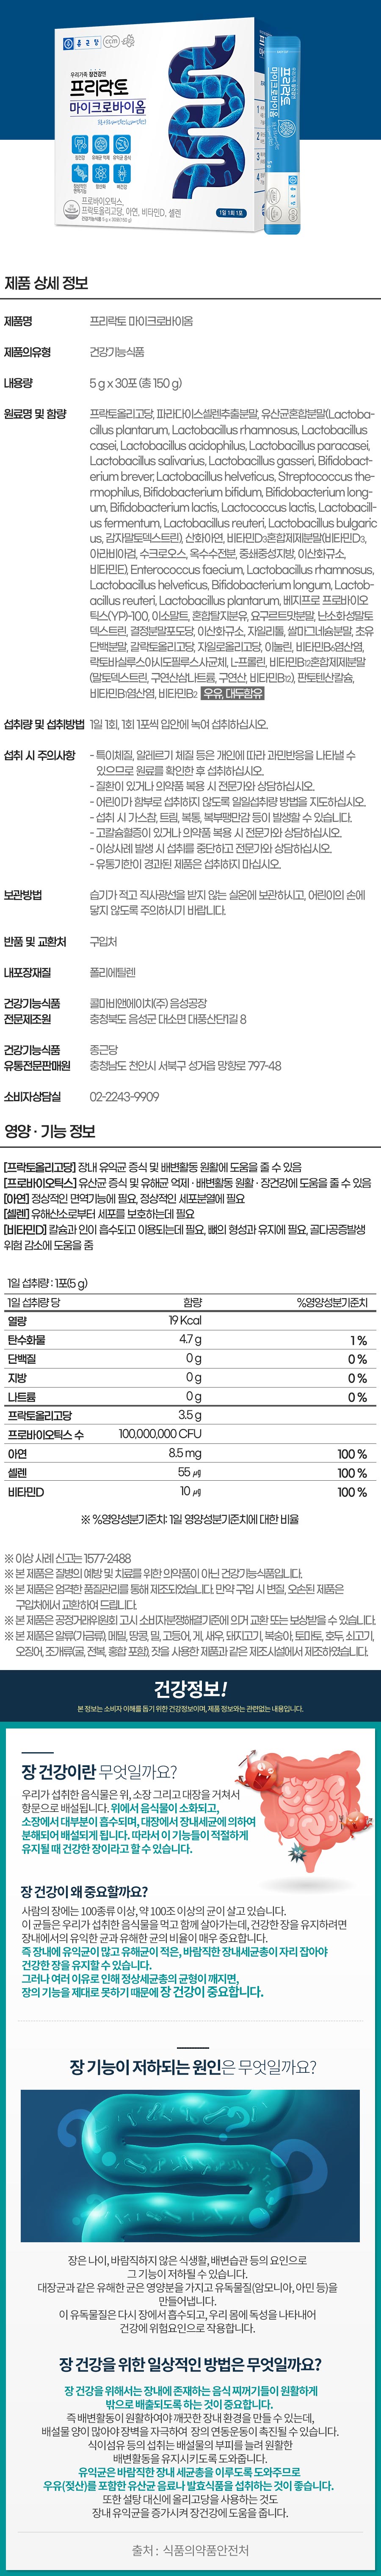 종근당
ccm
우리가족 장건강엔
프리락토
마이크로바이옴
프로바이오틱스,
프락토올리고당, 아연, 비타민D, 셀렌
1일 1회 1포
프리락토
마이크로바이옴
제품 상세 정보
제품명 프리락토 마이크로바이옴
제품의유형 건강기능식품
내용량 5 g x 30포 (총 150 g)
원료명 및 함량 프락토올리고당, 파라다이스셀렌추출분말, 유산균혼합분말(Lactoba-
cillus plantarum, Lactobacillus rhamnosus, Lactobacillus
casei, Lactobacillus acidophilus, Lactobacillus paracasei,
Lactobacillus salivarius, Lactobacillus gasseri, Bifidobact-
erium brever, Lactobacillus helveticus, Streptococcus the-
rmophilus, Bifidobacterium bifidum, Bifidobacterium long-
um, Bifidobacterium lactis, Lactococcus lactis, Lactobacill-
us fermentum, Lactobacillus reuteri, Lactobacillus bulgaric
us, 감자말토덱스트린), 산화아연, 비타민D₃혼합제제분말(비타민D₃,
아라비아검, 수크로오스, 옥수수전분, 중쇄중성지방, 이산화규소,
비타민E), Enterococcus faecium, Lactobacillus rhamnosus,
Lactobacillus helveticus, Bifidobacterium longum, Lactob-
acillus reuteri, Lactobacillus plantarum, 베지프로 프로바이오
틱스(YP)-100, 이소말트, 혼합탈지분유, 요구르트맛분말, 난소화성말토
덱스트린, 결정분말포도당, 이산화규소, 자일리톨, 쌀마그네슘분말, 초유
단백분말, 갈락토올리고당, 자일로올리고당, 이눌린, 비타민B₆염산염,
락토바실루스아시도필루스사균체, L-프롤린, 비타민B₁₂혼합제제분말
(말토덱스트린, 구연산삼나트륨, 구연산, 비타민B₁₂), 판토텐산칼슘,
비타민B₁염산염, 비타민B₂ 우유, 대두함유
섭취량 및 섭취방법 1일 1회, 1회 1포씩 입안에 녹여 섭취하십시오.
섭취 시 주의사항 - 특이체질, 알레르기 체질 등은 개인에 따라 과민반응을 나타낼 수
있으므로 원료를 확인한 후 섭취하십시오.
- 질환이 있거나 의약품 복용 시 전문가와 상담하십시오.
- 어린이가 함부로 섭취하지 않도록 일일섭취량 방법을 지도하십시오.
- 섭취 시 가스참, 트림, 복통, 복부팽만감 등이 발생할 수 있습니다.
- 고칼슘혈증이 있거나 의약품 복용 시 전문가와 상담하십시오.
- 이상사례 발생 시 섭취를 중단하고 전문가와 상담하십시오.
- 유통기한이 경과된 제품은 섭취하지 마십시오.
보관방법 습기가 적고 직사광선을 받지 않는 실온에 보관하시고, 어린이의 손에
닿지 않도록 주의하시기 바랍니다.
반품 및 교환처 구입처
내포장재질 폴리에틸렌
건강기능식품 콜마비앤에이치(주) 음성공장
전문제조원 충청북도 음성군 대소면 대풍산단1길 8
건강기능식품 종근당
유통전문판매원 충청남도 천안시 서북구 성거읍 망향로 797-48
소비자상담실 02-2243-9909
영양 · 기능 정보
[프락토올리고당] 장내 유익균 증식 및 배변활동 원활에 도움을 줄 수 있음
[프로바이오틱스] 유산균 증식 및 유해균 억제 · 배변활동 원활 · 장건강에 도움을 줄 수 있음
[아연] 정상적인 면역기능에 필요, 정상적인 세포분열에 필요
[셀렌] 유해산소로부터 세포를 보호하는데 필요
[비타민D] 칼슘과 인이 흡수되고 이용되는데 필요, 뼈의 형성과 유지에 필요, 골다공증발생
위험 감소에 도움을 줌
1일 섭취량 : 1포(5 g)
1일 섭취량 당 함량 %영양성분기준치
열량 19 Kcal
탄수화물 4.7 g 1 %
단백질 0 g 0 %
지방 0 g 0 %
나트륨 0 g 0 %
프락토올리고당 3.5 g
프로바이오틱스 수 100,000,000 CFU
아연 8.5 mg 100 %
셀렌 55 ㎍ 100 %
비타민D 10 ㎍ 100 %
※ %영양성분기준치: 1일 영양성분기준치에 대한 비율
※ 이상 사례 신고는 1577-2488
※ 본 제품은 질병의 예방 및 치료를 위한 의약품이 아닌 건강기능식품입니다.
※ 본 제품은 엄격한 품질관리를 통해 제조되었습니다. 만약 구입 시 변질, 오손된 제품은
구입처에서 교환하여 드립니다.
※ 본 제품은 공정거래위원회 고시 소비자분쟁해결기준에 의거 교환 또는 보상받을 수 있습니다.
※ 본 제품은 알류(가금류), 메밀, 땅콩, 밀, 고등어, 게, 새우, 돼지고기, 복숭아, 토마토, 호두, 쇠고기,
오징어, 조개류(굴, 전복, 홍합 포함), 잣을 사용한 제품과 같은 제조시설에서 제조하였습니다.
건강정보!
본 정보는 소비자 이해를 돕기 위한 건강정보이며, 제품 정보와는 관련없는 내용입니다.
장 건강이란 무엇일까요?
우리가 섭취한 음식물은 위, 소장 그리고 대장을 거쳐서
항문으로 배설됩니다. 위에서 음식물이 소화되고,
소장에서 대부분이 흡수되며, 대장에서 장내세균에 의하여
분해되어 배설되게 됩니다. 따라서 이 기능들이 적절하게
유지될 때 건강한 장이라고 할 수 있습니다.
장 건강이 왜 중요할까요?
사람의 장에는 100종류 이상, 약 100조 이상의 균이 살고 있습니다.
이 균들은 우리가 섭취한 음식물을 먹고 함께 살아가는데, 건강한 장을 유지하려면
장내에서의 유익한 균과 유해한 균의 비율이 매우 중요합니다.
즉 장내에 유익균이 많고 유해균이 적은, 바람직한 장내세균총이 자리 잡아야
건강한 장을 유지할 수 있습니다.
그러나 여러 이유로 인해 정상세균총의 균형이 깨지면,
장의 기능을 제대로 못하기 때문에 장 건강이 중요합니다.
장 기능이 저하되는 원인은 무엇일까요?
장은 나이, 바람직하지 않은 식생활, 배변습관 등의 요인으로
그 기능이 저하될 수 있습니다.
대장균과 같은 유해한 균은 영양분을 가지고 유독물질(암모니아, 아민 등)을
만들어냅니다.
이 유독물질은 다시 장에서 흡수되고, 우리 몸에 독성을 나타내어
건강에 위험요인으로 작용합니다.
장 건강을 위한 일상적인 방법은 무엇일까요?
장 건강을 위해서는 장내에 존재하는 음식 찌꺼기들이 원활하게
밖으로 배출되도록 하는 것이 중요합니다.
즉 배변활동이 원활하여야 깨끗한 장내 환경을 만들 수 있는데,
배설물 양이 많아야 장벽을 자극하여 장의 연동운동이 촉진될 수 있습니다.
식이섬유 등의 섭취는 배설물의 부피를 늘려 원활한
배변활동을 유지시키도록 도와줍니다.
유익균은 바람직한 장내 세균총을 이루도록 도와주므로
우유(젖산)를 포함한 유산균 음료나 발효식품을 섭취하는 것이 좋습니다.
또한 설탕 대신에 올리고당을 사용하는 것도
장내 유익균을 증가시켜 장건강에 도움을 줍니다.
출처 : 식품의약품안전처